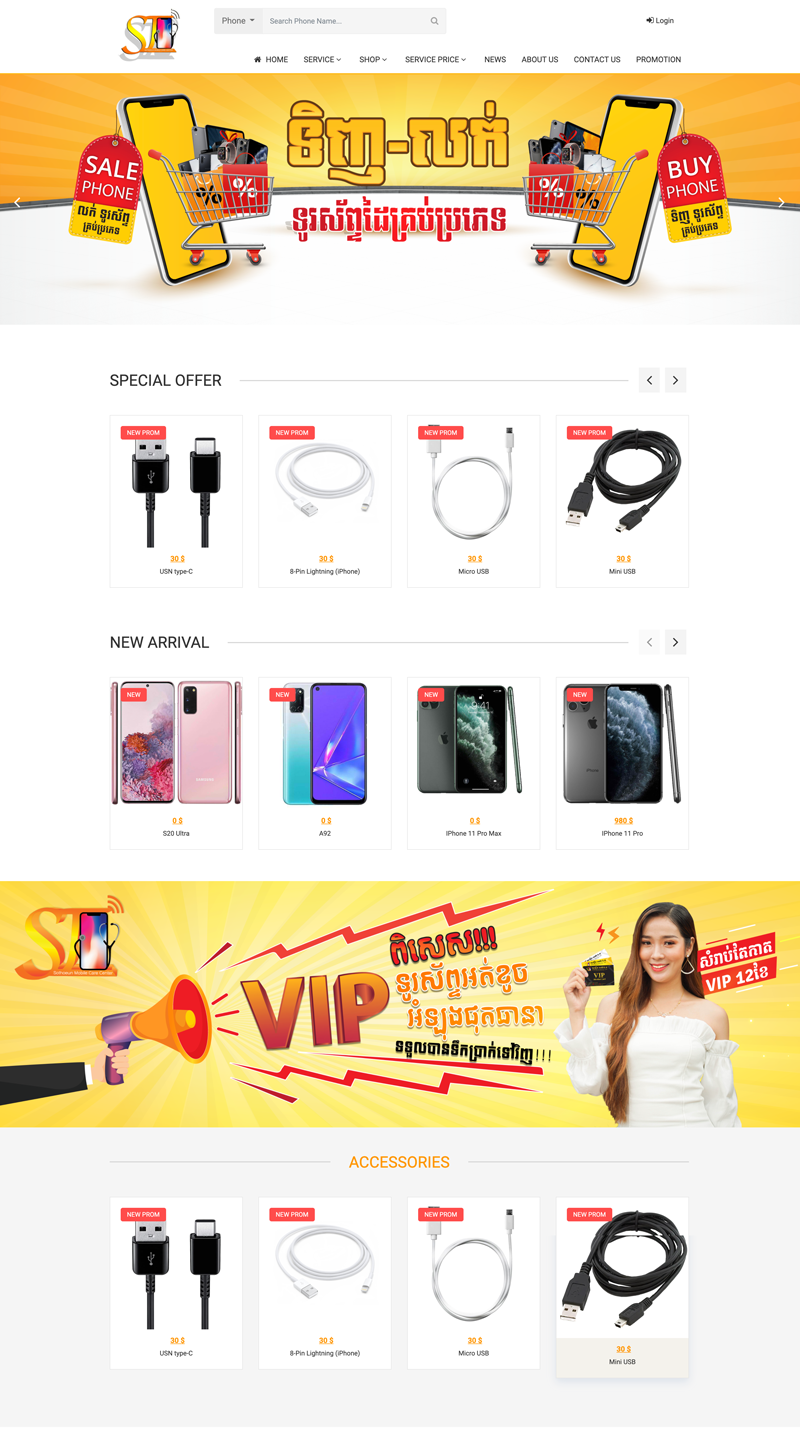 ST
Phone
Search Phone Name...
Login
HOME
SERVICE
SHOP
SERVICE PRICE
NEWS
ABOUT US
CONTACT US
PROMOTION
SALE
PHONE
លក់ ទូរស័ព្ទ
គ្រប់ប្រភេទ
ទិញ-លក់
ទូរស័ព្ទដៃគ្រប់ប្រភេទ
BUY
PHONE
ទិញ ទូរស័ព្ទ
គ្រប់ប្រភេទ
SPECIAL OFFER
NEW PROM
NEW PROM
NEW PROM
NEW PROM
30 $
30 $
30 $
30 $
USN type-C
8-Pin Lightning (iPhone)
Micro USB
Mini USB
NEW ARRIVAL
NEW
NEW
NEW
NEW
0 $
0 $
0 $
980 $
S20 Ultra
A92
IPhone 11 Pro Max
IPhone 11 Pro
ST
VIP
ពិសេស!!!
ទូរស័ព្ទអត់ខូច
អំឡុងផុតធានា
ទទួលបានទឹកប្រាក់ទៅវិញ!!!
VIP
សំរាប់តែកាត
VIP 12ខែ
ACCESSORIES
NEW PROM
NEW PROM
NEW PROM
NEW PROM
30 $
30 $
30 $
30 $
USN type-C
8-Pin Lightning (iPhone)
Micro USB
Mini USB